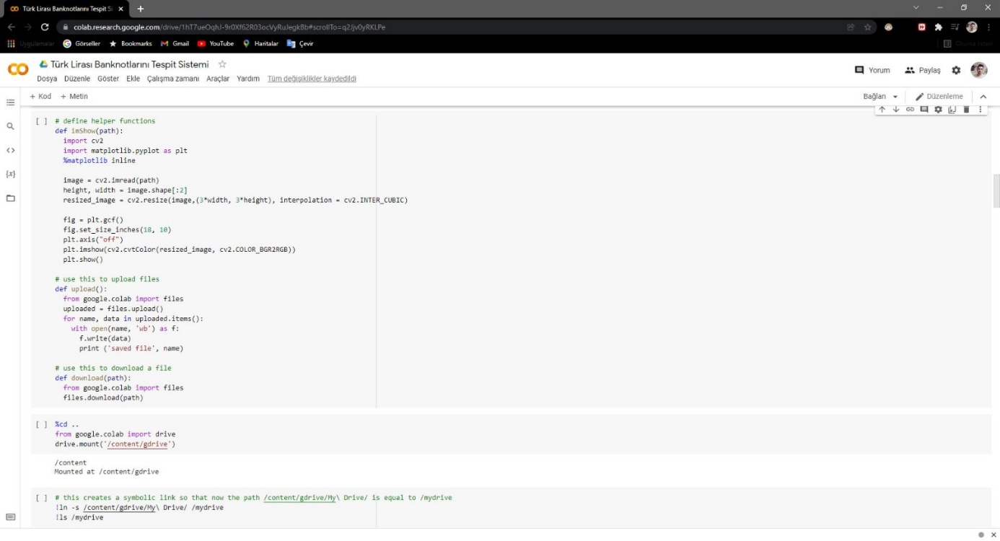 Türk Lirası Banknotlarını Tespit Si
colab.research.google.com/drive/1hT7ueOqhJ-9r0Xf62R03ocVyRuJegkBb#scrollTo=q2Jjv0yRKLPe
Uygulamalar Görseller Bookmarks Gmail YouTube Haritalar Çevir Okuma listesi
Türk Lirası Banknotlarını Tespit Sistemi
Dosya Düzenle Göster Ekle Çalışma zamanı Araçlar Yardım Tüm değişiklikler kaydedildi
Yorum Paylaş
+ Kod + Metin
Bağlan Düzenleme
[ ] # define helper functions
def imShow(path):
import cv2
import matplotlib.pyplot as plt
%matplotlib inline
image = cv2.imread(path)
height, width = image.shape[:2]
resized_image = cv2.resize(image,(3*width, 3*height), interpolation = cv2.INTER_CUBIC)
fig = plt.gcf()
fig.set_size_inches(18, 10)
plt.axis("off")
plt.imshow(cv2.cvtColor(resized_image, cv2.COLOR_BGR2RGB))
plt.show()
# use this to upload files
def upload():
from google.colab import files
uploaded = files.upload()
for name, data in uploaded.items():
with open(name, 'wb') as f:
f.write(data)
print ('saved file', name)
# use this to download a file
def download(path):
from google.colab import files
files.download(path)
[ ] %cd ..
from google.colab import drive
drive.mount('/content/gdrive')
/content
Mounted at /content/gdrive
[ ] # this creates a symbolic link so that now the path /content/gdrive/My\ Drive/ is equal to /mydrive
!ln -s /content/gdrive/My\ Drive/ /mydrive
!ls /mydrive